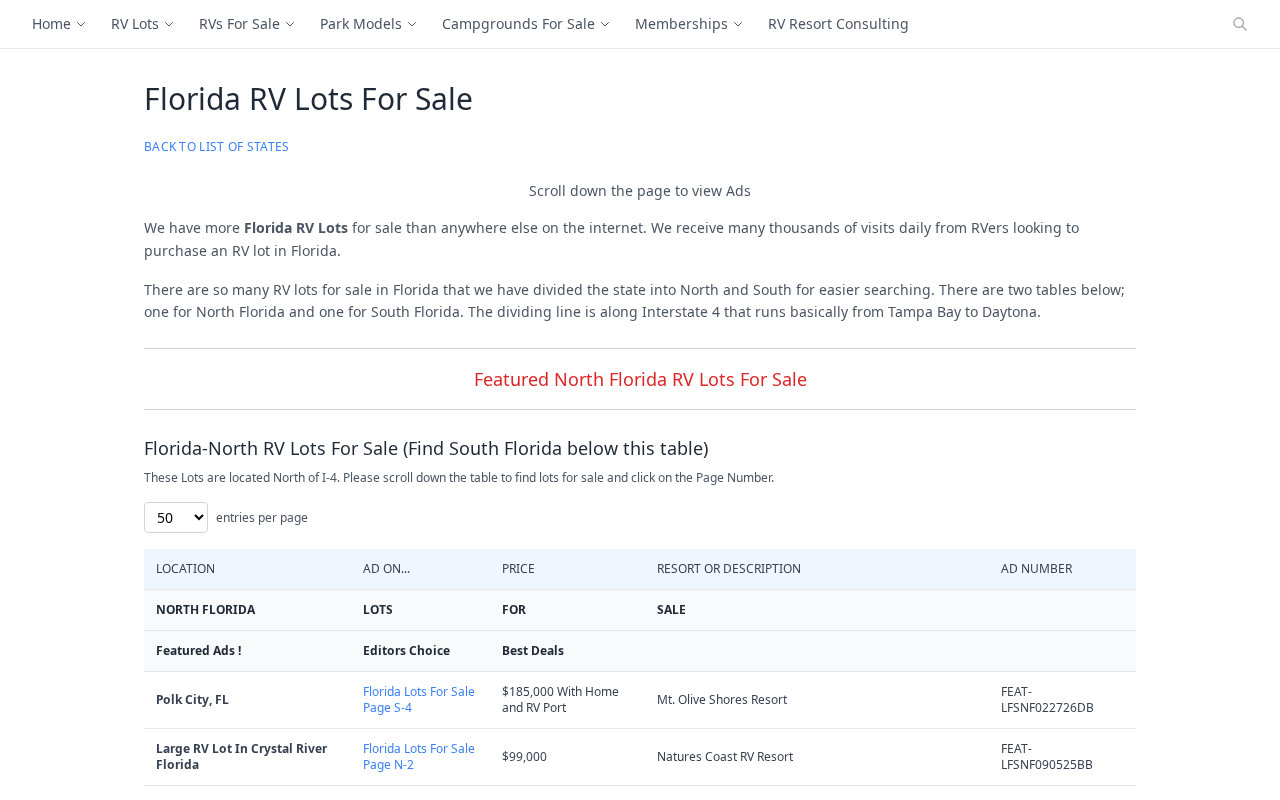 Home RV Lots RVs For Sale Park Models Campgrounds For Sale Memberships RV Resort Consulting
Florida RV Lots For Sale
BACK TO LIST OF STATES
Scroll down the page to view Ads
We have more Florida RV Lots for sale than anywhere else on the internet. We receive many thousands of visits daily from RVers looking to
purchase an RV lot in Florida.
There are so many RV lots for sale in Florida that we have divided the state into North and South for easier searching. There are two tables below;
one for North Florida and one for South Florida. The dividing line is along Interstate 4 that runs basically from Tampa Bay to Daytona.
Featured North Florida RV Lots For Sale
Florida-North RV Lots For Sale (Find South Florida below this table)
These Lots are located North of I-4. Please scroll down the table to find lots for sale and click on the Page Number.
50 entries per page
LOCATION AD ON... PRICE RESORT OR DESCRIPTION AD NUMBER
NORTH FLORIDA LOTS FOR SALE
Featured Ads ! Editors Choice Best Deals
Polk City, FL Florida Lots For Sale Page S-4 $185,000 With Home and RV Port Mt. Olive Shores Resort FEAT-LFSNF022726DB
Large RV Lot In Crystal River Florida Florida Lots For Sale Page N-2 $99,000 Natures Coast RV Resort FEAT-LFSNF090525BB